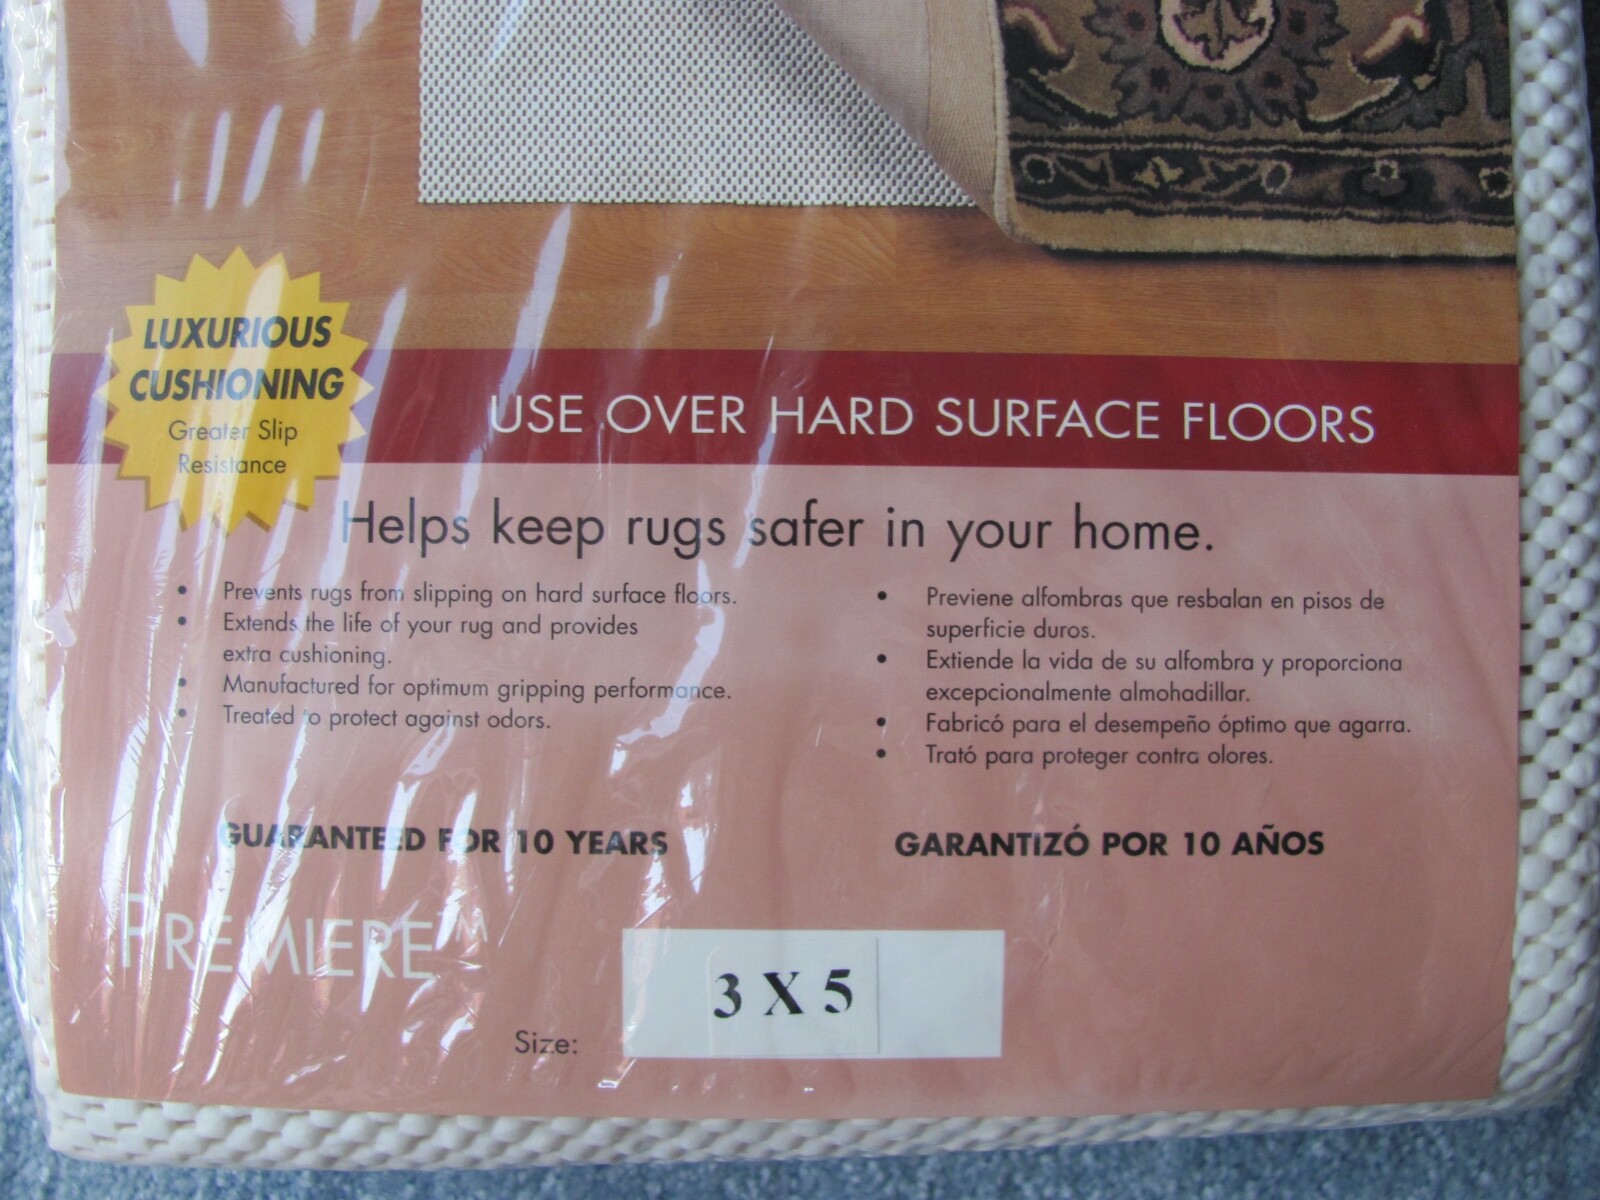 LUXURIOUS
CUSHIONING
Greater Slip
Resistance
USE OVER HARD SURFACE FLOORS
Helps keep rugs safer in your home.
• Prevents rugs from slipping on hard surface floors.
• Extends the life of your rug and provides
extra cushioning.
• Manufactured for optimum gripping performance.
• Treated to protect against odors.
• Previene alfombras que resbalan en pisos de
superficie duros.
• Extiende la vida de su alfombra y proporciona
excepcionalmente almohadillar.
• Fabricó para el desempeño óptimo que agarra.
• Trató para proteger contra olores.
GUARANTEED FOR 10 YEARS
GARANTIZÓ POR 10 AÑOS
PREMIERE™
Size:
3 X 5